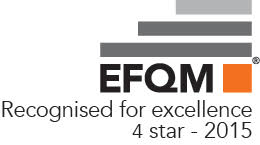 EFQM ®
Recognised for excellence
4 star - 2015